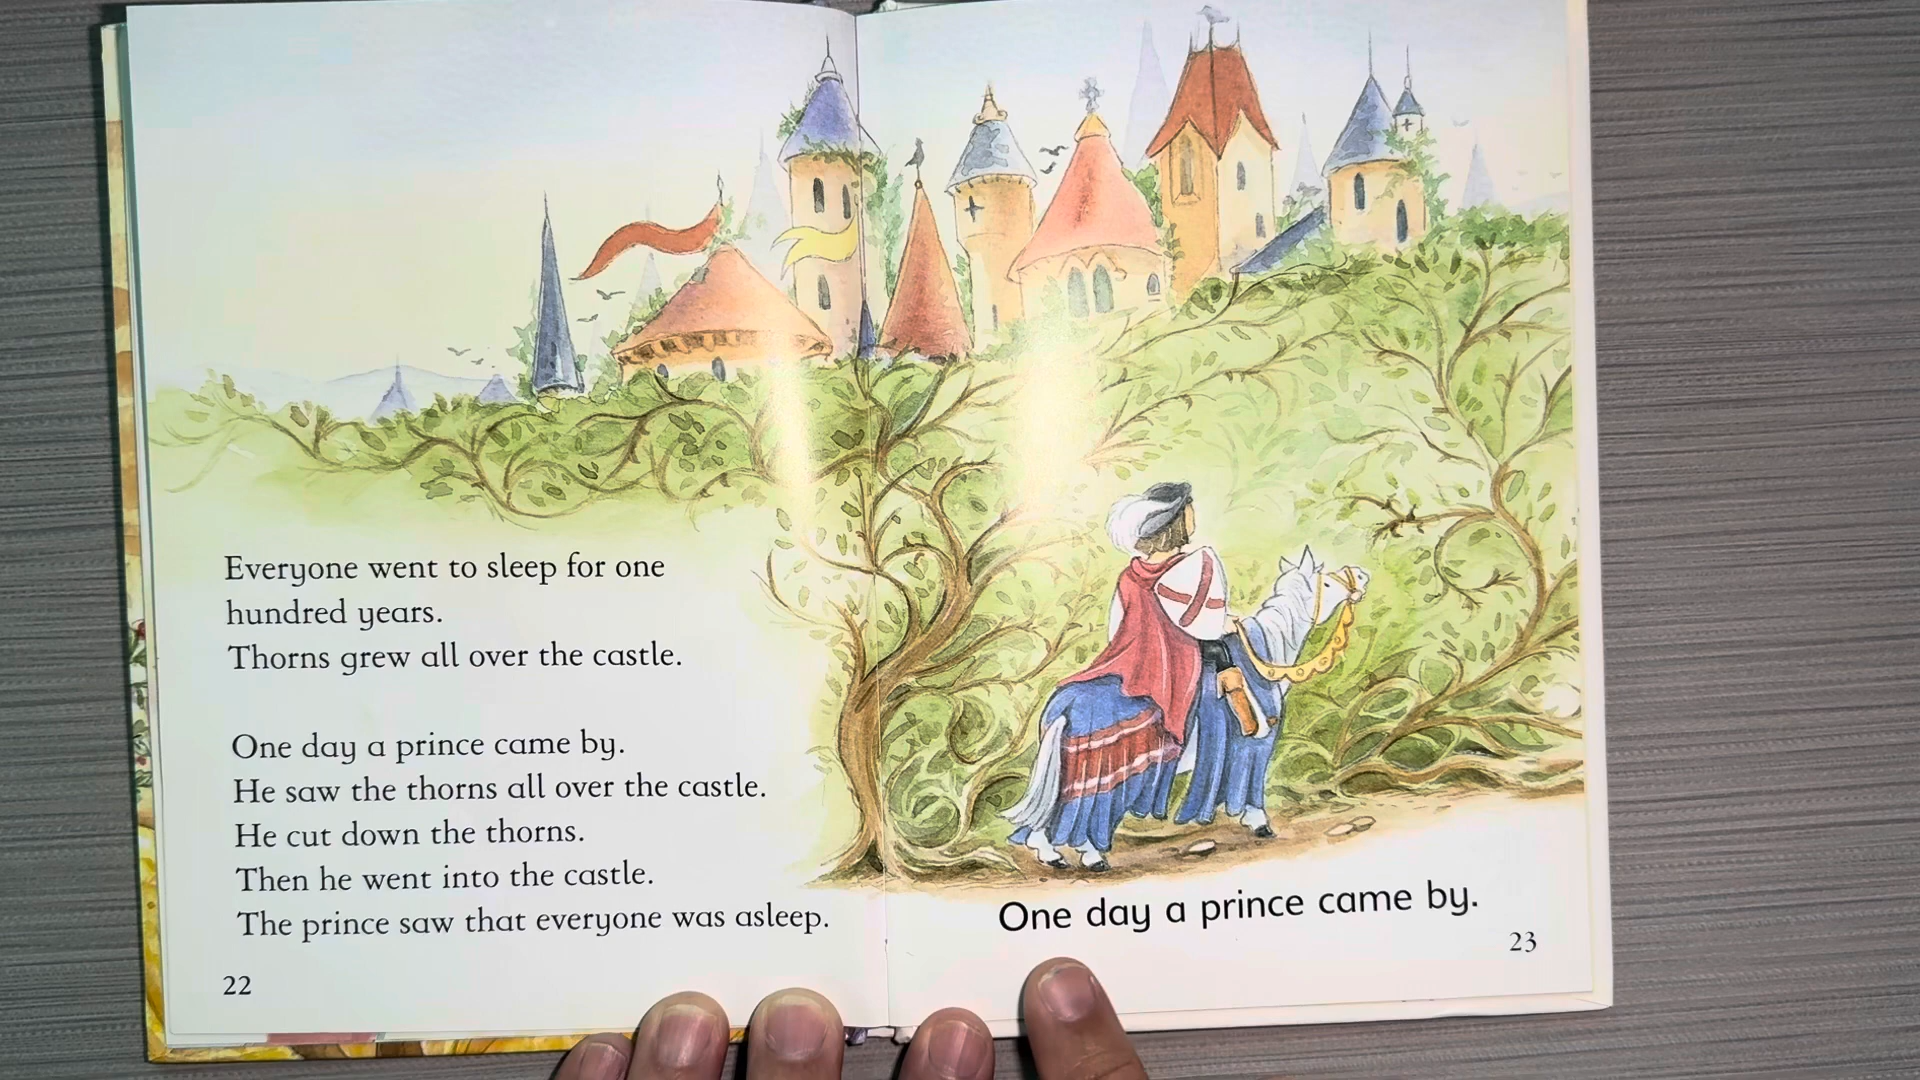 Everyone went to sleep for one
hundred years.
Thorns grew all over the castle.
One day a prince came by.
He saw the thorns all over the castle.
He cut down the thorns.
Then he went into the castle.
The prince saw that everyone was asleep.
22
One day a prince came by.
23